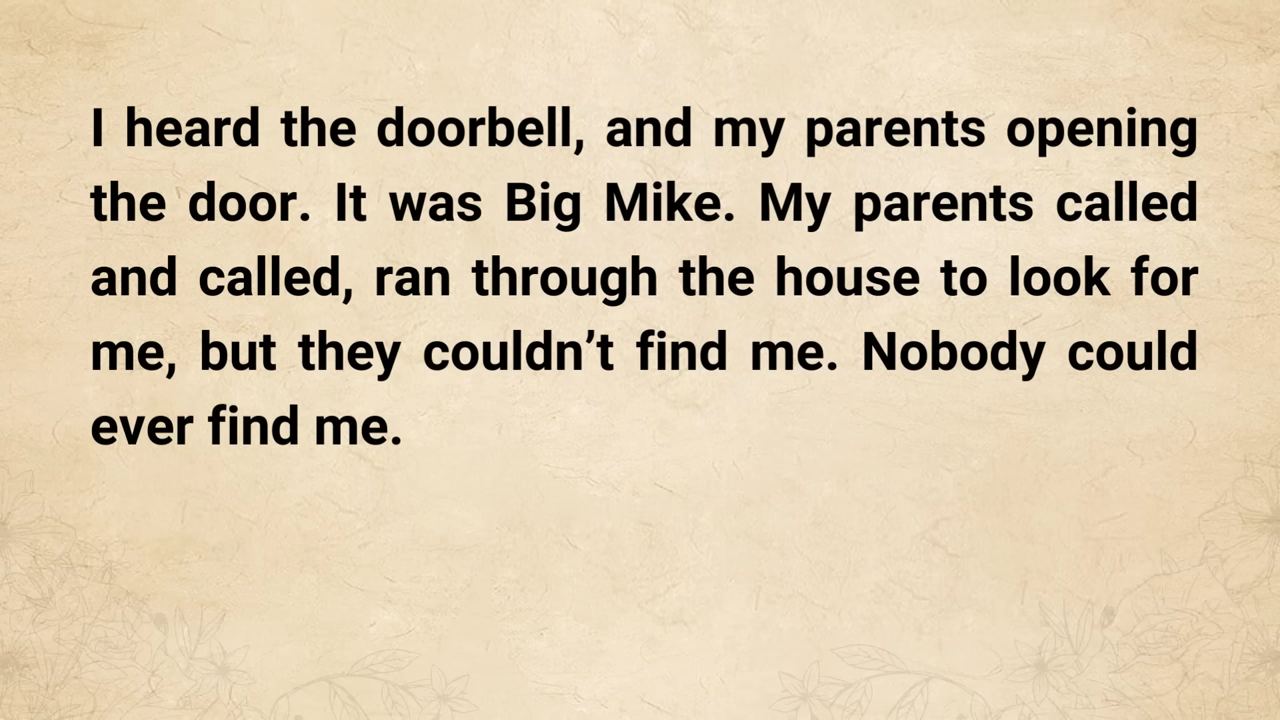 I heard the doorbell, and my parents opening
the door. It was Big Mike. My parents called
and called, ran through the house to look for
me, but they couldn’t find me. Nobody could
ever find me.